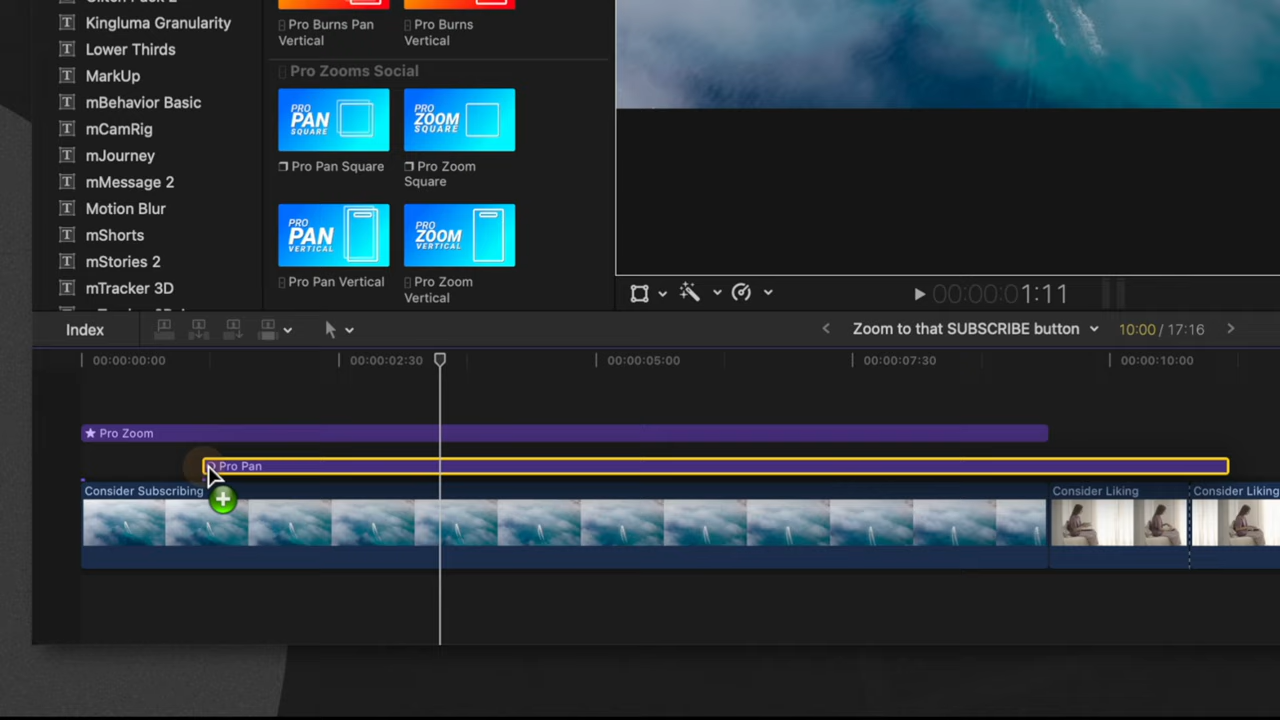 Kingluma Granularity
Lower Thirds
MarkUp
mBehavior Basic
mCamRig
mJourney
mMessage 2
Motion Blur
mShorts
mStories 2
mTracker 3D
Pro Burns Pan
Vertical
Pro Burns
Vertical
Pro Zooms Social
PRO
PAN
SQUARE
PRO
ZOOM
SQUARE
Pro Pan Square
Pro Zoom
Square
PRO
PAN
VERTICAL
PRO
ZOOM
VERTICAL
Pro Pan Vertical
Pro Zoom
Vertical
00:00:01:11
Index
Zoom to that SUBSCRIBE button
10:00 / 17:16
00:00:00:00
00:00:02:30
00:00:05:00
00:00:07:30
00:00:10:00
Pro Zoom
Pro Pan
Consider Subscribing
Consider Liking
Consider Liking